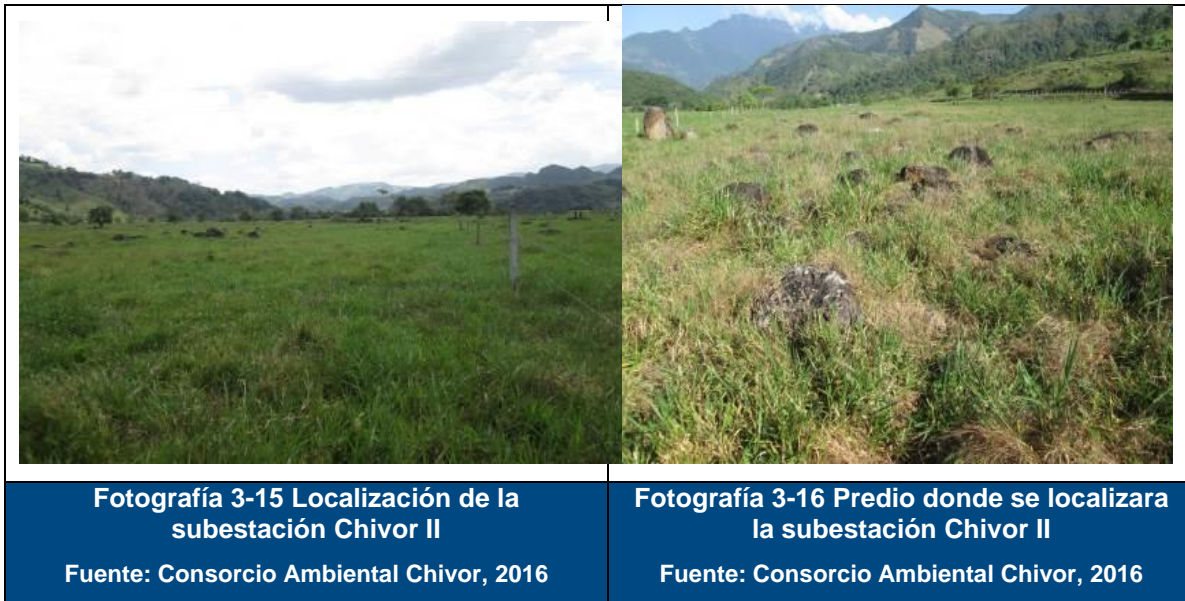 Fotografía 3-15 Localización de la
subestación Chivor II
Fuente: Consorcio Ambiental Chivor, 2016
Fotografía 3-16 Predio donde se localizara
la subestación Chivor II
Fuente: Consorcio Ambiental Chivor, 2016